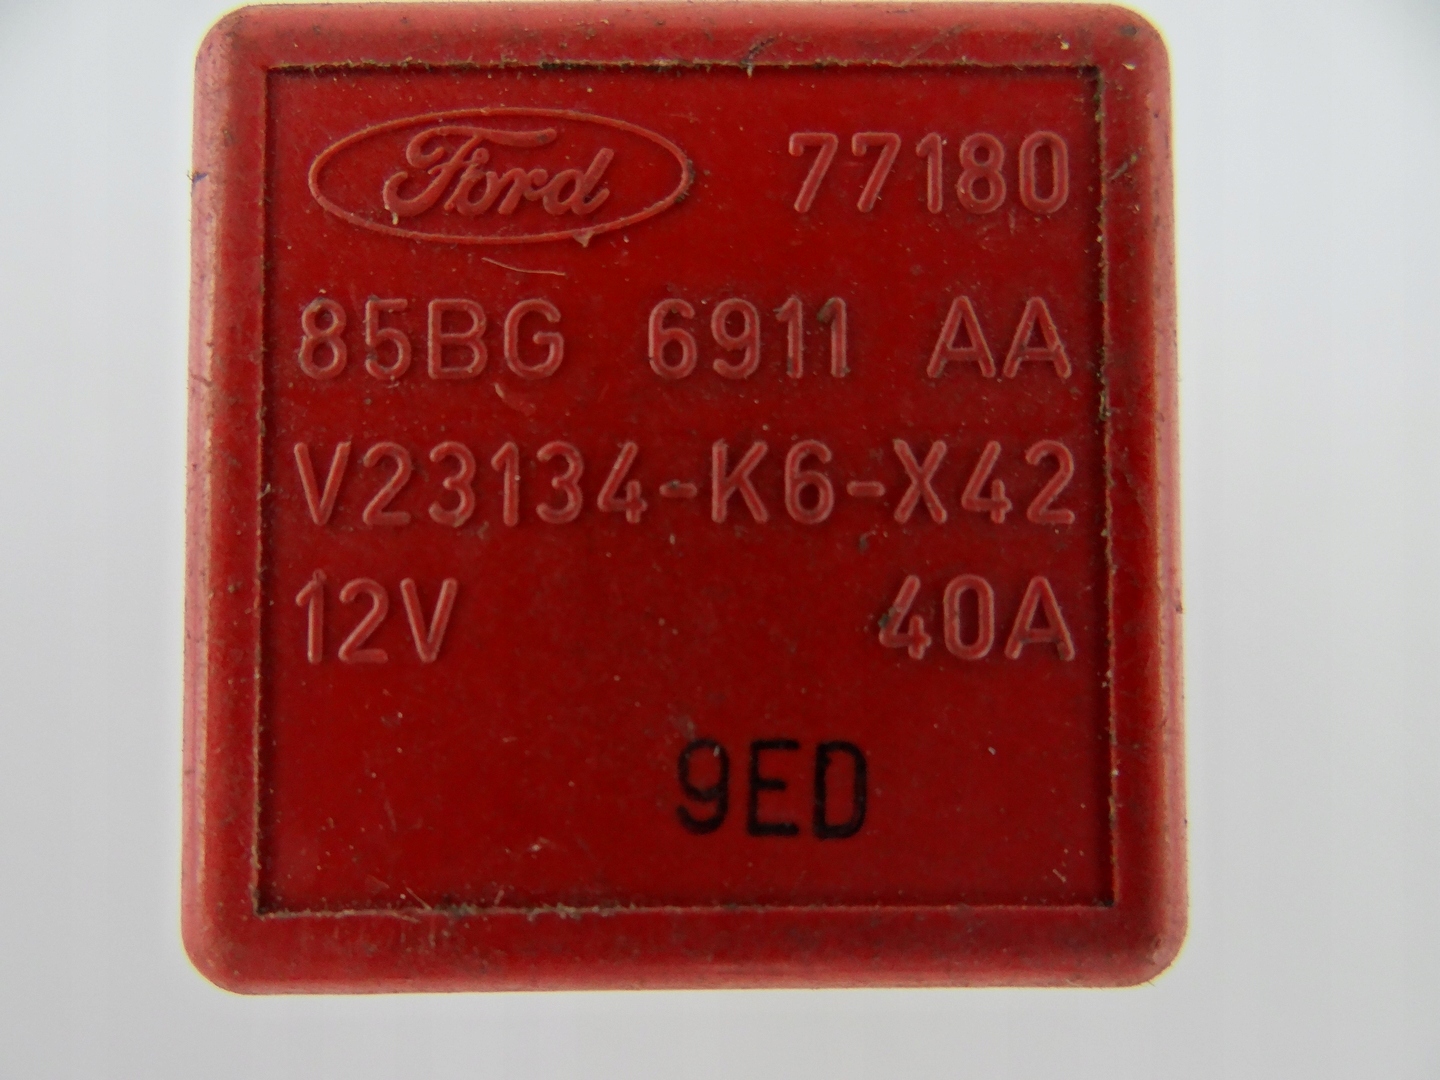 Ford 77180
85BG 6911 AA
V23134-K6-X42
12V 40A
9ED